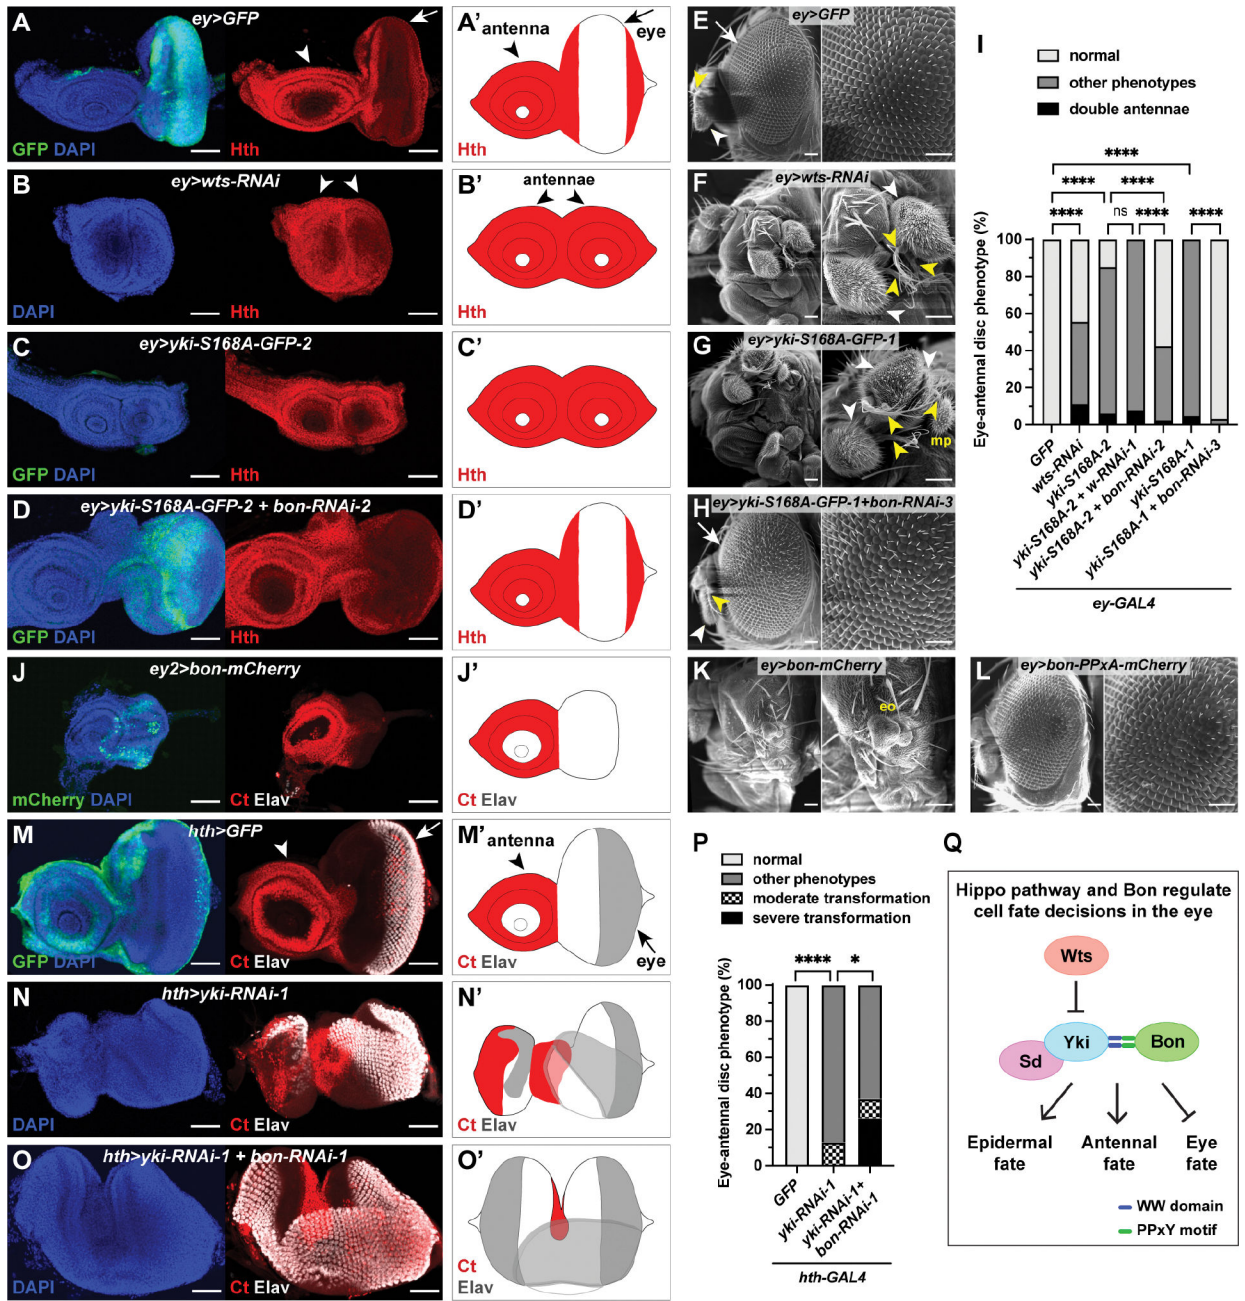 A
ey>GFP
GFP DAPI
Hth
A'
antenna
eye
Hth
B
ey>wts-RNAi
DAPI
Hth
B'
antennae
Hth
C
ey>yki-S168A-GFP-2
GFP DAPI
Hth
C'
Hth
D
ey>yki-S168A-GFP-2 + bon-RNAi-2
GFP DAPI
Hth
D'
Hth
J
ey2>bon-mCherry
mCherry DAPI
Ct Elav
J'
Ct Elav
M
hth>GFP
GFP DAPI
Ct Elav
M'
antenna
eye
Ct Elav
N
hth>yki-RNAi-1
DAPI
Ct Elav
N'
Ct Elav
O
hth>yki-RNAi-1 + bon-RNAi-1
DAPI
Ct Elav
O'
Ct
Elav
E
ey>GFP
F
ey>wts-RNAi
G
ey>yki-S168A-GFP-1
mp
H
ey>yki-S168A-GFP-1+bon-RNAi-3
K
ey>bon-mCherry
eo
L
ey>bon-PPxA-mCherry
I
normal
other phenotypes
double antennae
****
**** ****
**** ns **** ****
Eye-antennal disc phenotype (%)
100
80
60
40
20
0
GFP
wts-RNAi
yki-S168A-2
yki-S168A-2 + w-RNAi-1
yki-S168A-2 + bon-RNAi-2
yki-S168A-1
yki-S168A-1 + bon-RNAi-3
ey-GAL4
P
normal
other phenotypes
moderate transformation
severe transformation
**** *
Eye-antennal disc phenotype (%)
100
80
60
40
20
0
GFP
yki-RNAi-1
yki-RNAi-1+
bon-RNAi-1
hth-GAL4
Q
Hippo pathway and Bon regulate
cell fate decisions in the eye
Wts
Yki
Bon
Sd
Epidermal
fate
Antennal
fate
Eye
fate
WW domain
PPxY motif